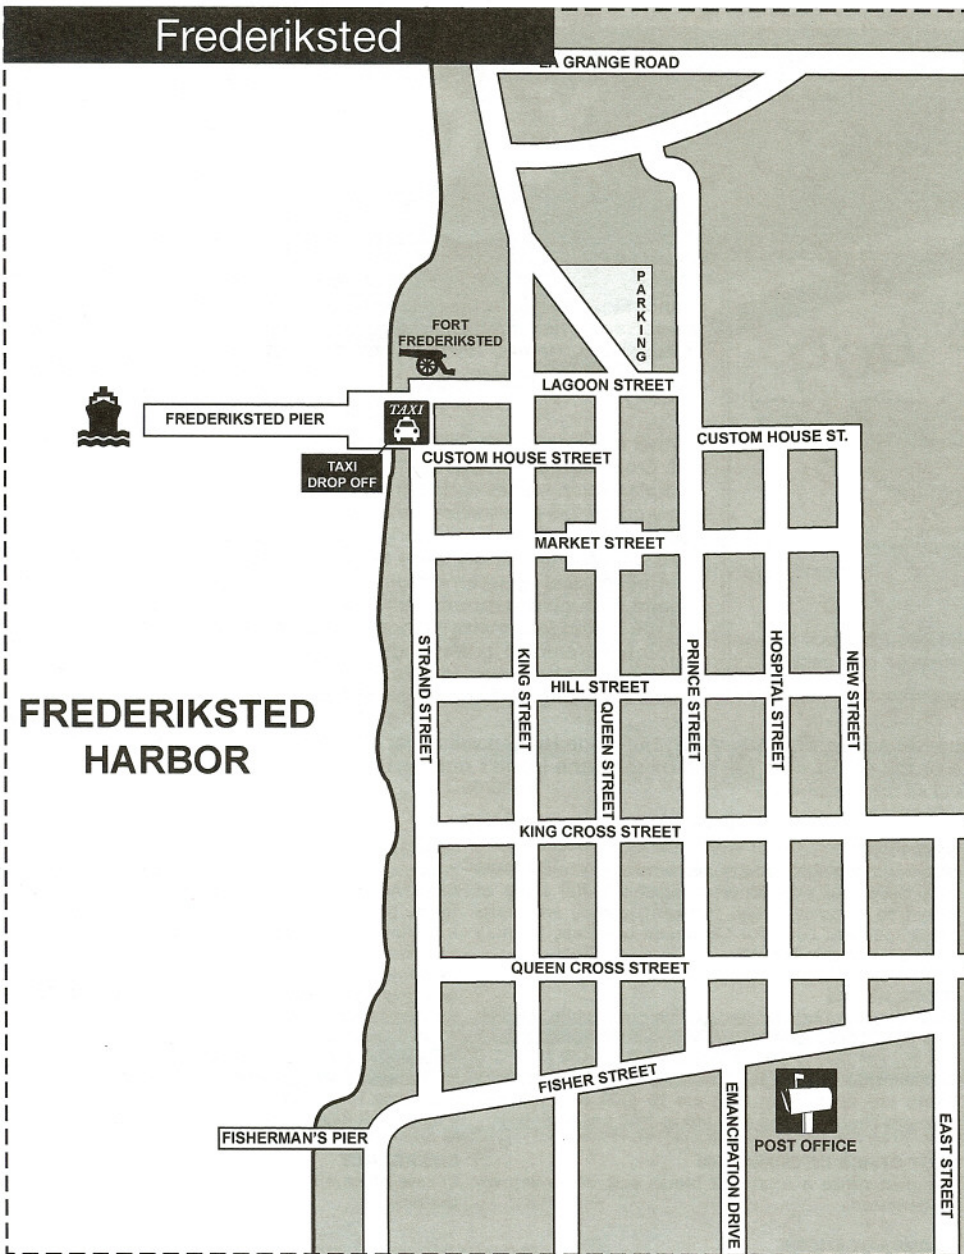 Frederiksted
LA GRANGE ROAD
PARKING
FORT
FREDERIKSTED
LAGOON STREET
TAXI
FREDERIKSTED PIER
CUSTOM HOUSE ST.
CUSTOM HOUSE STREET
TAXI
DROP OFF
MARKET STREET
STRAND STREET
KING STREET
QUEEN STREET
PRINCE STREET
HOSPITAL STREET
NEW STREET
HILL STREET
FREDERIKSTED
HARBOR
KING CROSS STREET
QUEEN CROSS STREET
FISHER STREET
EMANCIPATION DRIVE
POST OFFICE
EAST STREET
FISHERMAN'S PIER